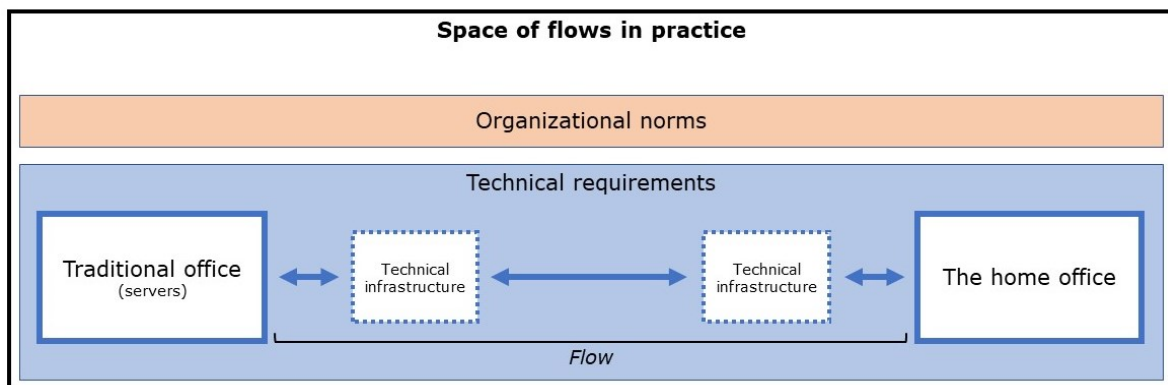 Space of flows in practice
Organizational norms
Technical requirements
Traditional office
(servers)
Technical
infrastructure
Technical
infrastructure
The home office
Flow